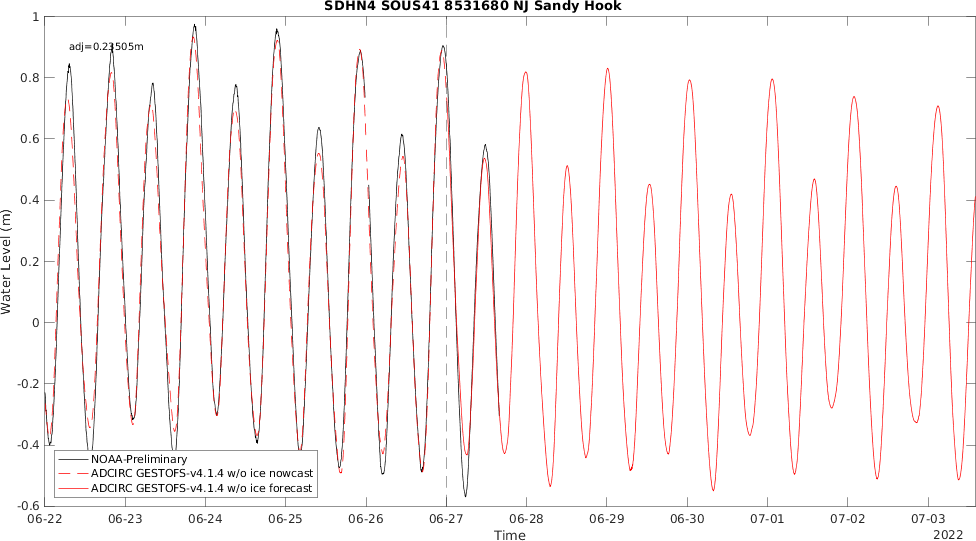 SDHN4 SOUS41 8531680 NJ Sandy Hook
1
adj=0.23505m
0.8
0.6
0.4
0.2
0
-0.2
-0.4
-0.6
Water Level (m)
NOAA-Preliminary
ADCIRC GESTOFS-v4.1.4 w/o ice nowcast
ADCIRC GESTOFS-v4.1.4 w/o ice forecast
06-22 06-23 06-24 06-25 06-26 06-27 06-28 06-29 06-30 07-01 07-02 07-03
Time
2022